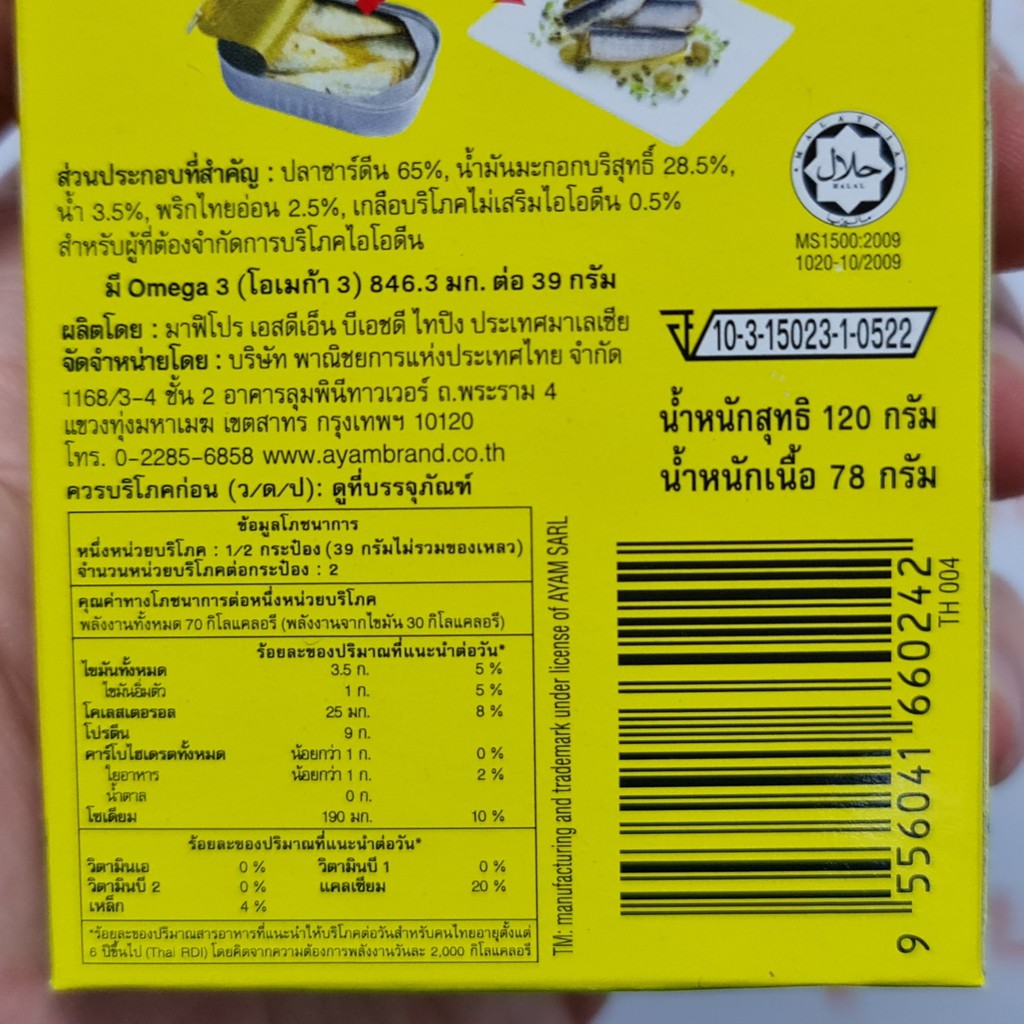 ส่วนประกอบที่สำคัญ : ปลาซาร์ดีน 65%, น้ำมันมะกอกบริสุทธิ์ 28.5%,
น้ำ 3.5%, พริกไทยอ่อน 2.5%, เกลือบริโภคไม่เสริมไอโอดีน 0.5%
สำหรับผู้ที่ต้องจำกัดการบริโภคไอโอดีน
มี Omega 3 (โอเมก้า 3) 846.3 มก. ต่อ 39 กรัม
ผลิตโดย : มาฟิโปร เอสดีเอ็น บีเอชดี ไทปิง ประเทศมาเลเซีย
จัดจำหน่ายโดย : บริษัท พาณิชยการแห่งประเทศไทย จำกัด
1168/3-4 ชั้น 2 อาคารลุมพินีทาวเวอร์ ถ.พระราม 4
แขวงทุ่งมหาเมฆ เขตสาทร กรุงเทพฯ 10120
โทร. 0-2285-6858 www.ayambrand.co.th
ควรบริโภคก่อน (ว/ด/ป): ดูที่บรรจุภัณฑ์
MALAYSIA
حلال
HALAL
MS1500:2009
1020-10/2009
10-3-15023-1-0522
น้ำหนักสุทธิ 120 กรัม
น้ำหนักเนื้อ 78 กรัม
ข้อมูลโภชนาการ
หนึ่งหน่วยบริโภค : 1/2 กระป๋อง (39 กรัมไม่รวมของเหลว)
จำนวนหน่วยบริโภคต่อกระป๋อง : 2
คุณค่าทางโภชนาการต่อหนึ่งหน่วยบริโภค
พลังงานทั้งหมด 70 กิโลแคลอรี (พลังงานจากไขมัน 30 กิโลแคลอรี)
ร้อยละของปริมาณที่แนะนำต่อวัน*
ไขมันทั้งหมด 3.5 ก. 5 %
ไขมันอิ่มตัว 1 ก. 5 %
โคเลสเตอรอล 25 มก. 8 %
โปรตีน 9 ก.
คาร์โบไฮเดรตทั้งหมด น้อยกว่า 1 ก. 0 %
ใยอาหาร น้อยกว่า 1 ก. 2 %
น้ำตาล 0 ก.
โซเดียม 190 มก. 10 %
ร้อยละของปริมาณที่แนะนำต่อวัน*
วิตามินเอ 0 % วิตามินบี 1 0 %
วิตามินบี 2 0 % แคลเซียม 20 %
เหล็ก 4 %
*ร้อยละของปริมาณสารอาหารที่แนะนำให้บริโภคต่อวันสำหรับคนไทยอายุตั้งแต่
6 ปีขึ้นไป (Thai RDI) โดยคิดจากความต้องการพลังงานวันละ 2,000 กิโลแคลอรี
TM: manufacturing and trademark under license of AYAM SARL
9 556041 660242
TH 004